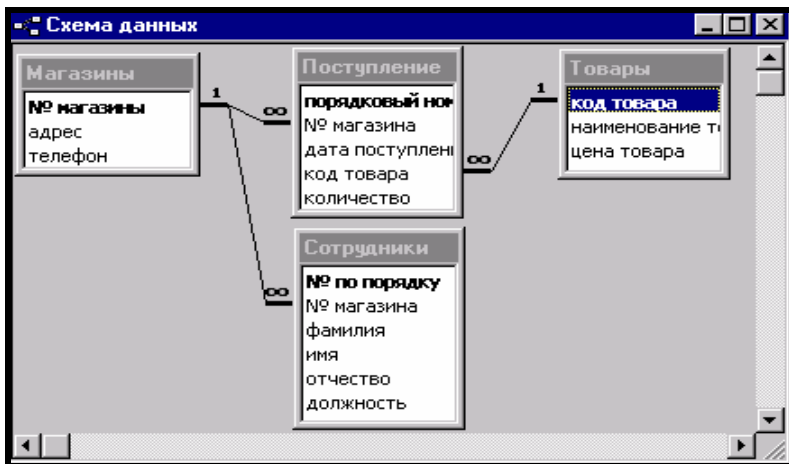 Схема данных
Магазины
№ магазины
адрес
телефон
1
∞
∞
Поступление
порядковый ном
№ магазина
дата поступлени
код товара
количество
∞
1
Товары
код товара
наименование то
цена товара
Сотрудники
№ по порядку
№ магазина
фамилия
имя
отчество
должность